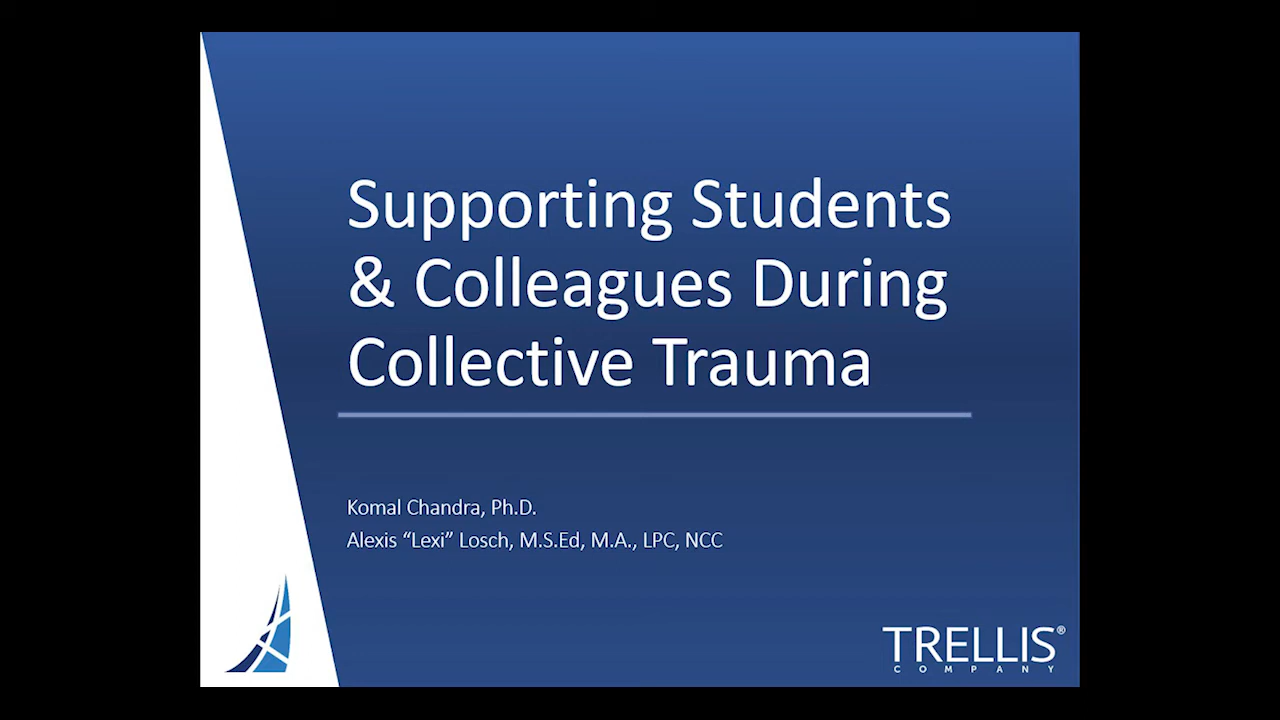 Supporting Students
& Colleagues During
Collective Trauma
Komal Chandra, Ph.D.
Alexis “Lexi” Losch, M.S.Ed, M.A., LPC, NCC
TRELLIS®
COMPANY